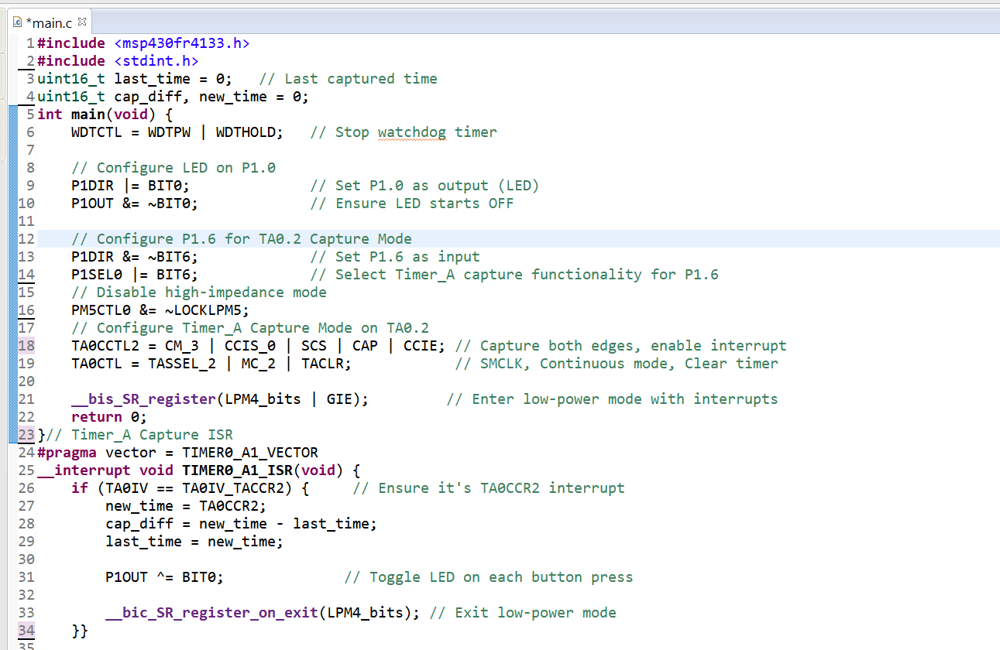 *main.c
1 #include <msp430fr4133.h>
2 #include <stdint.h>
3 uint16_t last_time = 0;   // Last captured time
4 uint16_t cap_diff, new_time = 0;
5 int main(void) {
6     WDTCTL = WDTPW | WDTHOLD;   // Stop watchdog timer
7
8     // Configure LED on P1.0
9     P1DIR |= BIT0;              // Set P1.0 as output (LED)
10     P1OUT &= ~BIT0;             // Ensure LED starts OFF
11
12     // Configure P1.6 for TA0.2 Capture Mode
13     P1DIR &= ~BIT6;             // Set P1.6 as input
14     P1SEL0 |= BIT6;             // Select Timer_A capture functionality for P1.6
15     // Disable high-impedance mode
16     PM5CTL0 &= ~LOCKLPM5;
17     // Configure Timer_A Capture Mode on TA0.2
18     TA0CCTL2 = CM_3 | CCIS_0 | SCS | CAP | CCIE; // Capture both edges, enable interrupt
19     TA0CTL = TASSEL_2 | MC_2 | TACLR;            // SMCLK, Continuous mode, Clear timer
20
21     __bis_SR_register(LPM4_bits | GIE);         // Enter low-power mode with interrupts
22     return 0;
23 }// Timer_A Capture ISR
24 #pragma vector = TIMER0_A1_VECTOR
25 __interrupt void TIMER0_A1_ISR(void) {
26     if (TA0IV == TA0IV_TACCR2) {     // Ensure it's TA0CCR2 interrupt
27         new_time = TA0CCR2;
28         cap_diff = new_time - last_time;
29         last_time = new_time;
30
31         P1OUT ^= BIT0;              // Toggle LED on each button press
32
33         __bic_SR_register_on_exit(LPM4_bits); // Exit low-power mode
34     }}
35